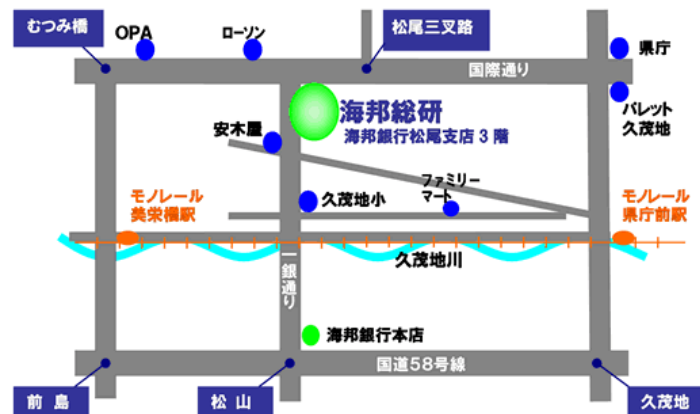 むつみ橋
OPA
ローソン
松尾三叉路
県庁
国際通り
海邦総研
海邦銀行松尾支店3階
パレット
久茂地
安木屋
ファミリー
マート
久茂地小
モノレール
美栄橋駅
モノレール
県庁前駅
一銀通り
久茂地川
海邦銀行本店
国道58号線
前島
松山
久茂地